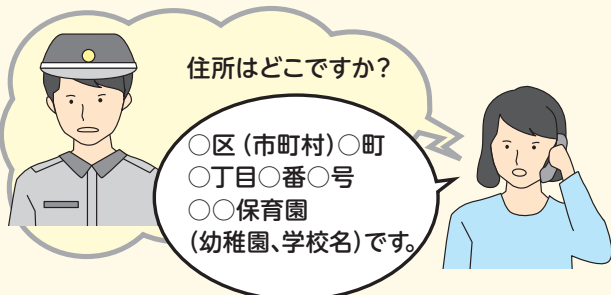 住所はどこですか?
○区(市町村)○町
○丁目○番○号
○○保育園
(幼稚園、学校名)です。